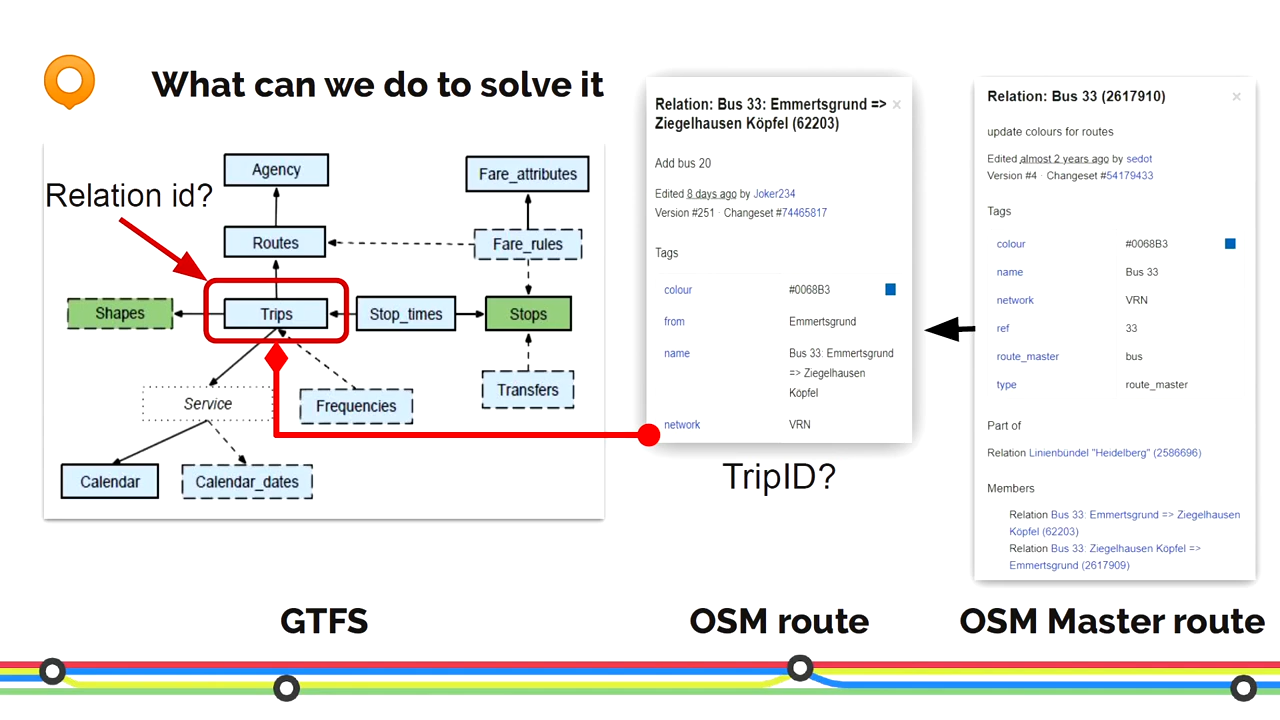 What can we do to solve it
Relation id?
Agency
Fare_attributes
Routes
Fare_rules
Shapes
Trips
Stop_times
Stops
Service
Frequencies
Transfers
Calendar
Calendar_dates
GTFS
Relation: Bus 33: Emmertsgrund => ×
Ziegelhausen Köpfel (62203)
Add bus 20
Edited 8 days ago by Joker234
Version #251 · Changeset #74465817
Tags
colour #0068B3
from Emmertsgrund
name Bus 33: Emmertsgrund
=> Ziegelhausen
Köpfel
network VRN
TripID?
OSM route
Relation: Bus 33 (2617910) ×
update colours for routes
Edited almost 2 years ago by sedot
Version #4 · Changeset #54179433
Tags
colour #0068B3
name Bus 33
network VRN
ref 33
route_master bus
type route_master
Part of
Relation Linienbündel "Heidelberg" (2586696)
Members
Relation Bus 33: Emmertsgrund => Ziegelhausen
Köpfel (62203)
Relation Bus 33: Ziegelhausen Köpfel =>
Emmertsgrund (2617909)
OSM Master route